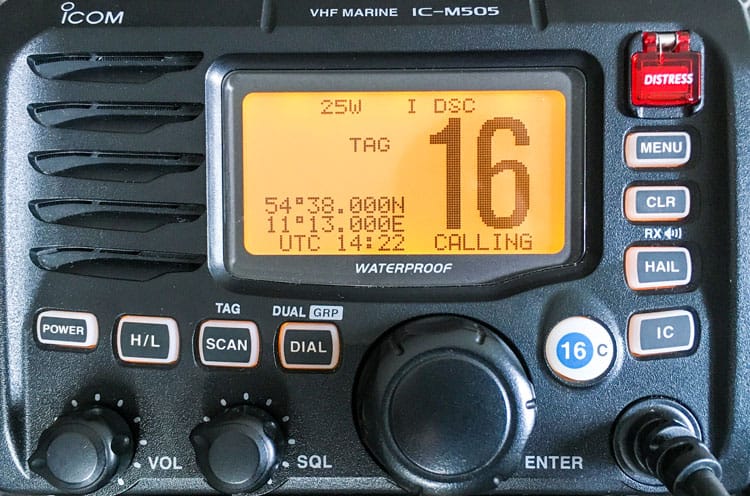 ICOM
VHF MARINE IC-M505
DISTRESS
25W I DSC
TAG
16
54°38.000N
11°13.000E
UTC 14:22 CALLING
WATERPROOF
MENU
CLR
RX
HAIL
IC
TAG
DUAL GRP
POWER
H/L
SCAN
DIAL
16 C
VOL
SQL
ENTER